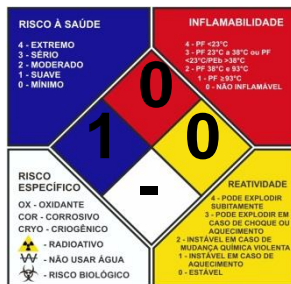 RISCO À SAÚDE
4 - EXTREMO
3 - SÉRIO
2 - MODERADO
1 - SUAVE
0 - MÍNIMO
INFLAMABILIDADE
4 - PF <23°C
3 - PF 23°C a 38°C ou PF
<23°C/PEb >38°C
2 - PF 38°C e 93°C
1 - PF ≥93°C
0 - NÃO INFLAMÁVEL
0
1
0
-
RISCO
ESPECÍFICO
OX - OXIDANTE
COR - CORROSIVO
CRYO - CRIOGÊNICO
- RADIOATIVO
W - NÃO USAR ÁGUA
- RISCO BIOLÓGICO
REATIVIDADE
4 - PODE EXPLODIR
SUBITAMENTE
3 - PODE EXPLODIR EM
CASO DE CHOQUE OU
AQUECIMENTO
2 - INSTÁVEL EM CASO DE
MUDANÇA QUÍMICA VIOLENTA
1 - INSTÁVEL EM CASO DE
AQUECIMENTO
0 - ESTÁVEL